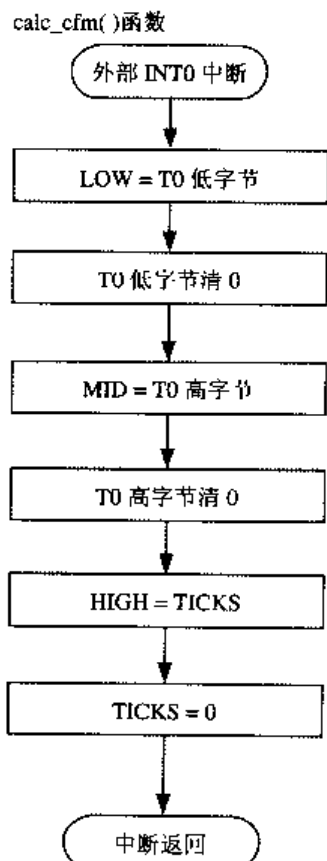 calc_cfm( )函数
外部 INT0 中断
LOW = T0 低字节
T0 低字节清 0
MID = T0 高字节
T0 高字节清 0
HIGH = TICKS
TICKS = 0
中断返回